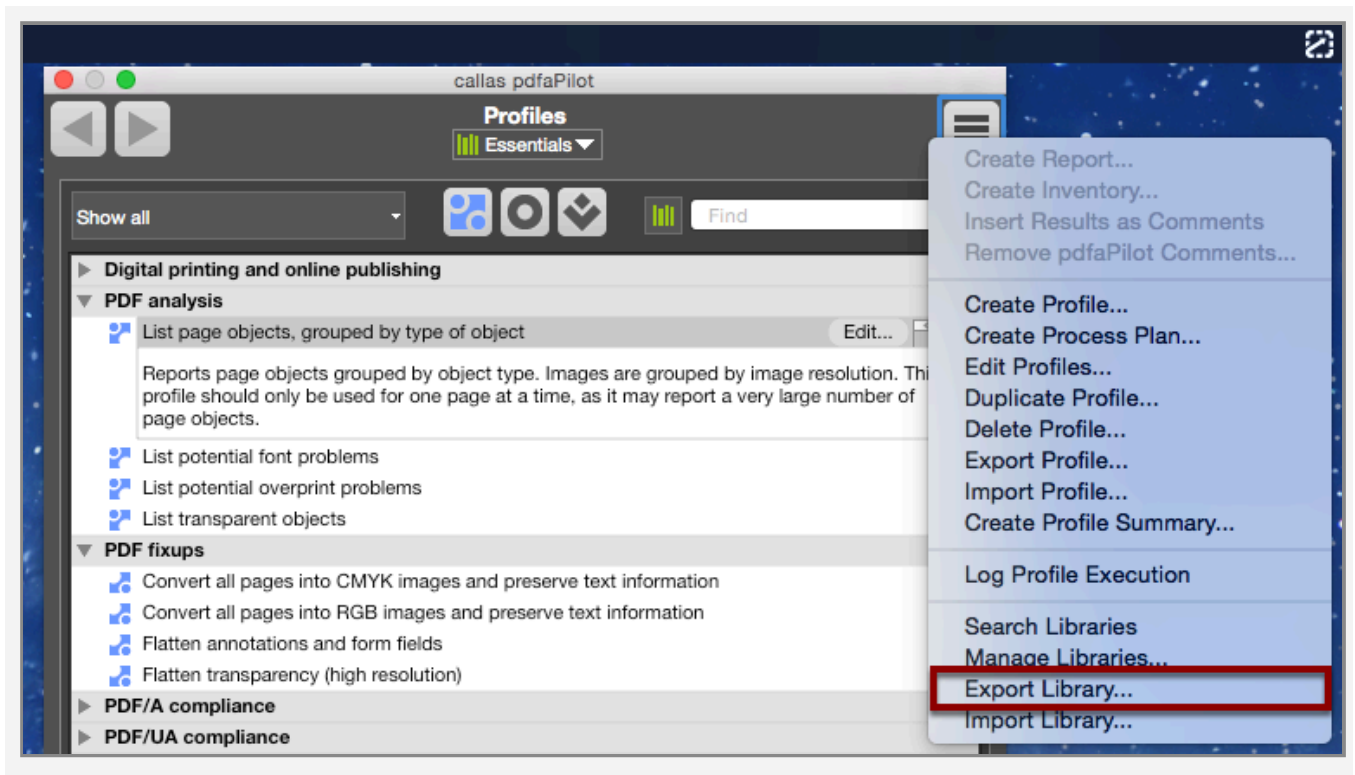 callas pdfaPilot
Profiles
Essentials
Show all
Find
Digital printing and online publishing
PDF analysis
List page objects, grouped by type of object
Edit...
Reports page objects grouped by object type. Images are grouped by image resolution. Thi
profile should only be used for one page at a time, as it may report a very large number of
page objects.
List potential font problems
List potential overprint problems
List transparent objects
PDF fixups
Convert all pages into CMYK images and preserve text information
Convert all pages into RGB images and preserve text information
Flatten annotations and form fields
Flatten transparency (high resolution)
PDF/A compliance
PDF/UA compliance
Create Report...
Create Inventory...
Insert Results as Comments
Remove pdfaPilot Comments...
Create Profile...
Create Process Plan...
Edit Profiles...
Duplicate Profile...
Delete Profile...
Export Profile...
Import Profile...
Create Profile Summary...
Log Profile Execution
Search Libraries
Manage Libraries...
Export Library...
Import Library...